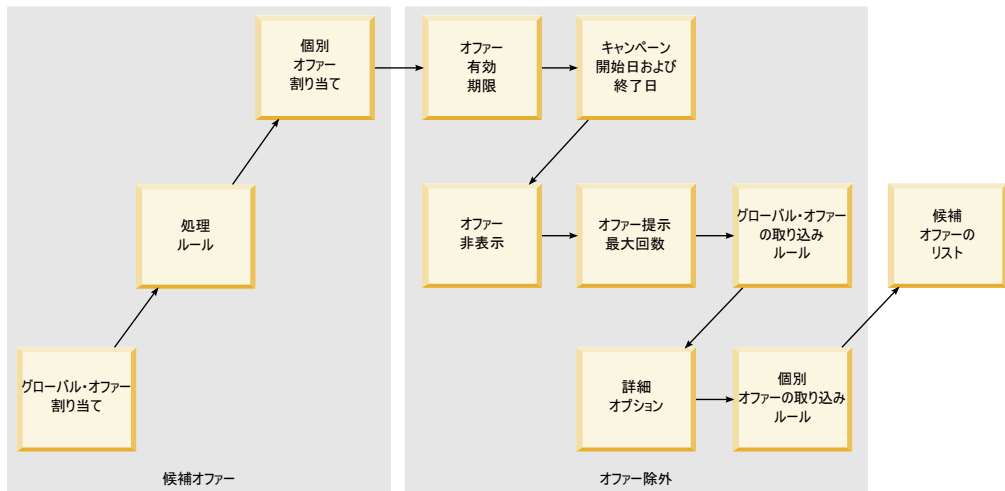 個別
オファー
割り当て
オファー
有効
期限
キャンペーン
開始日および
終了日
処理
ルール
オファー
非表示
オファー提示
最大回数
グローバル・オファー
の取り込み
ルール
候補
オファーの
リスト
グローバル・オファー
割り当て
詳細
オプション
個別
オファーの取り込み
ルール
候補オファー
オファー除外